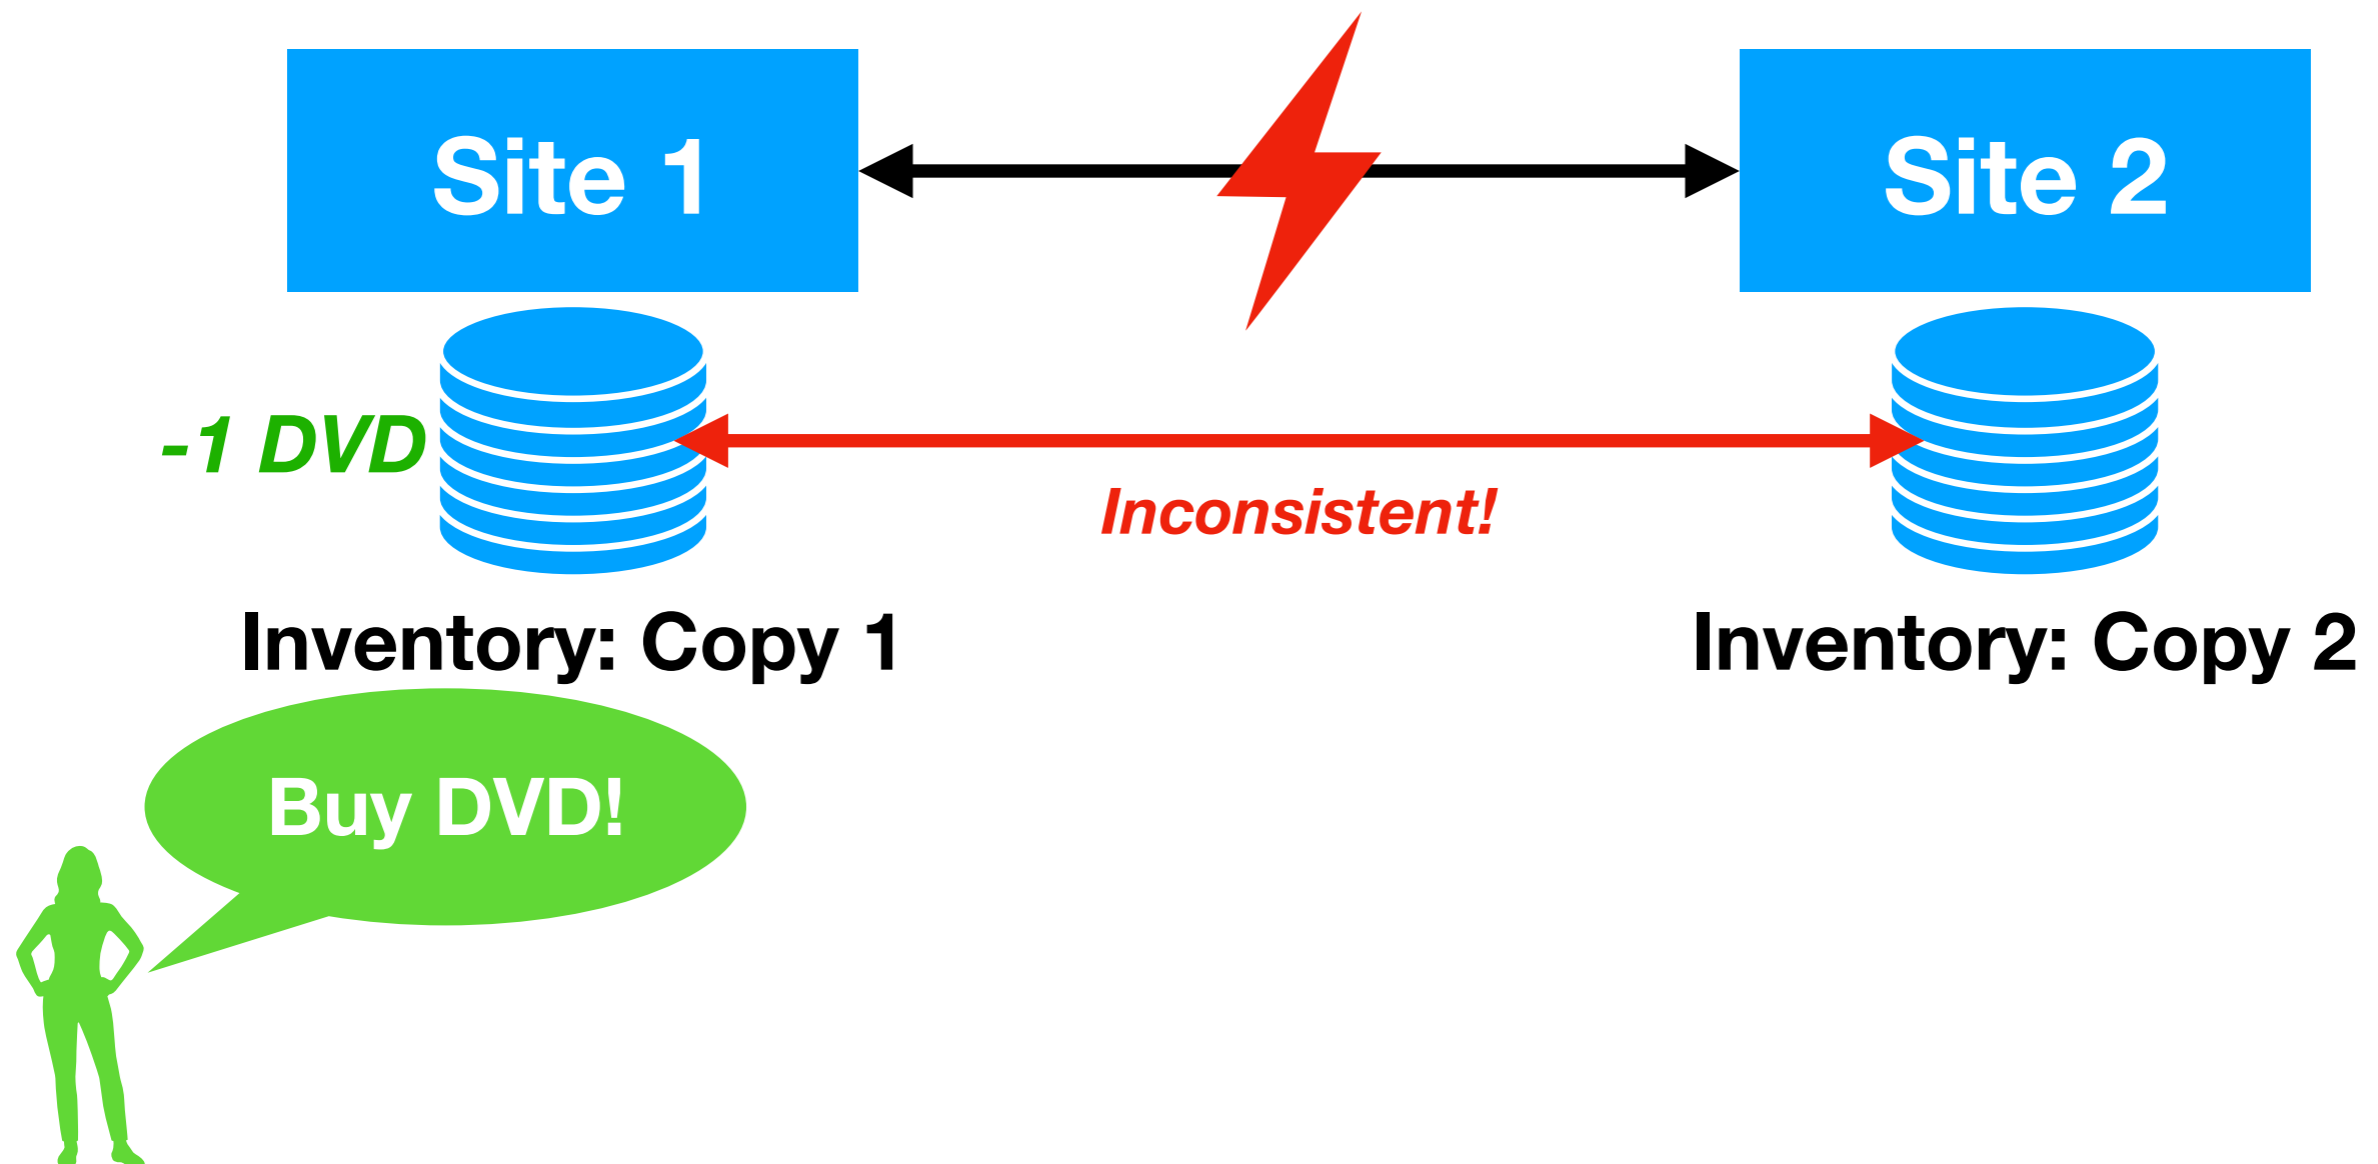 Site 1
Site 2
-1 DVD
Inconsistent!
Inventory: Copy 1
Inventory: Copy 2
Buy DVD!